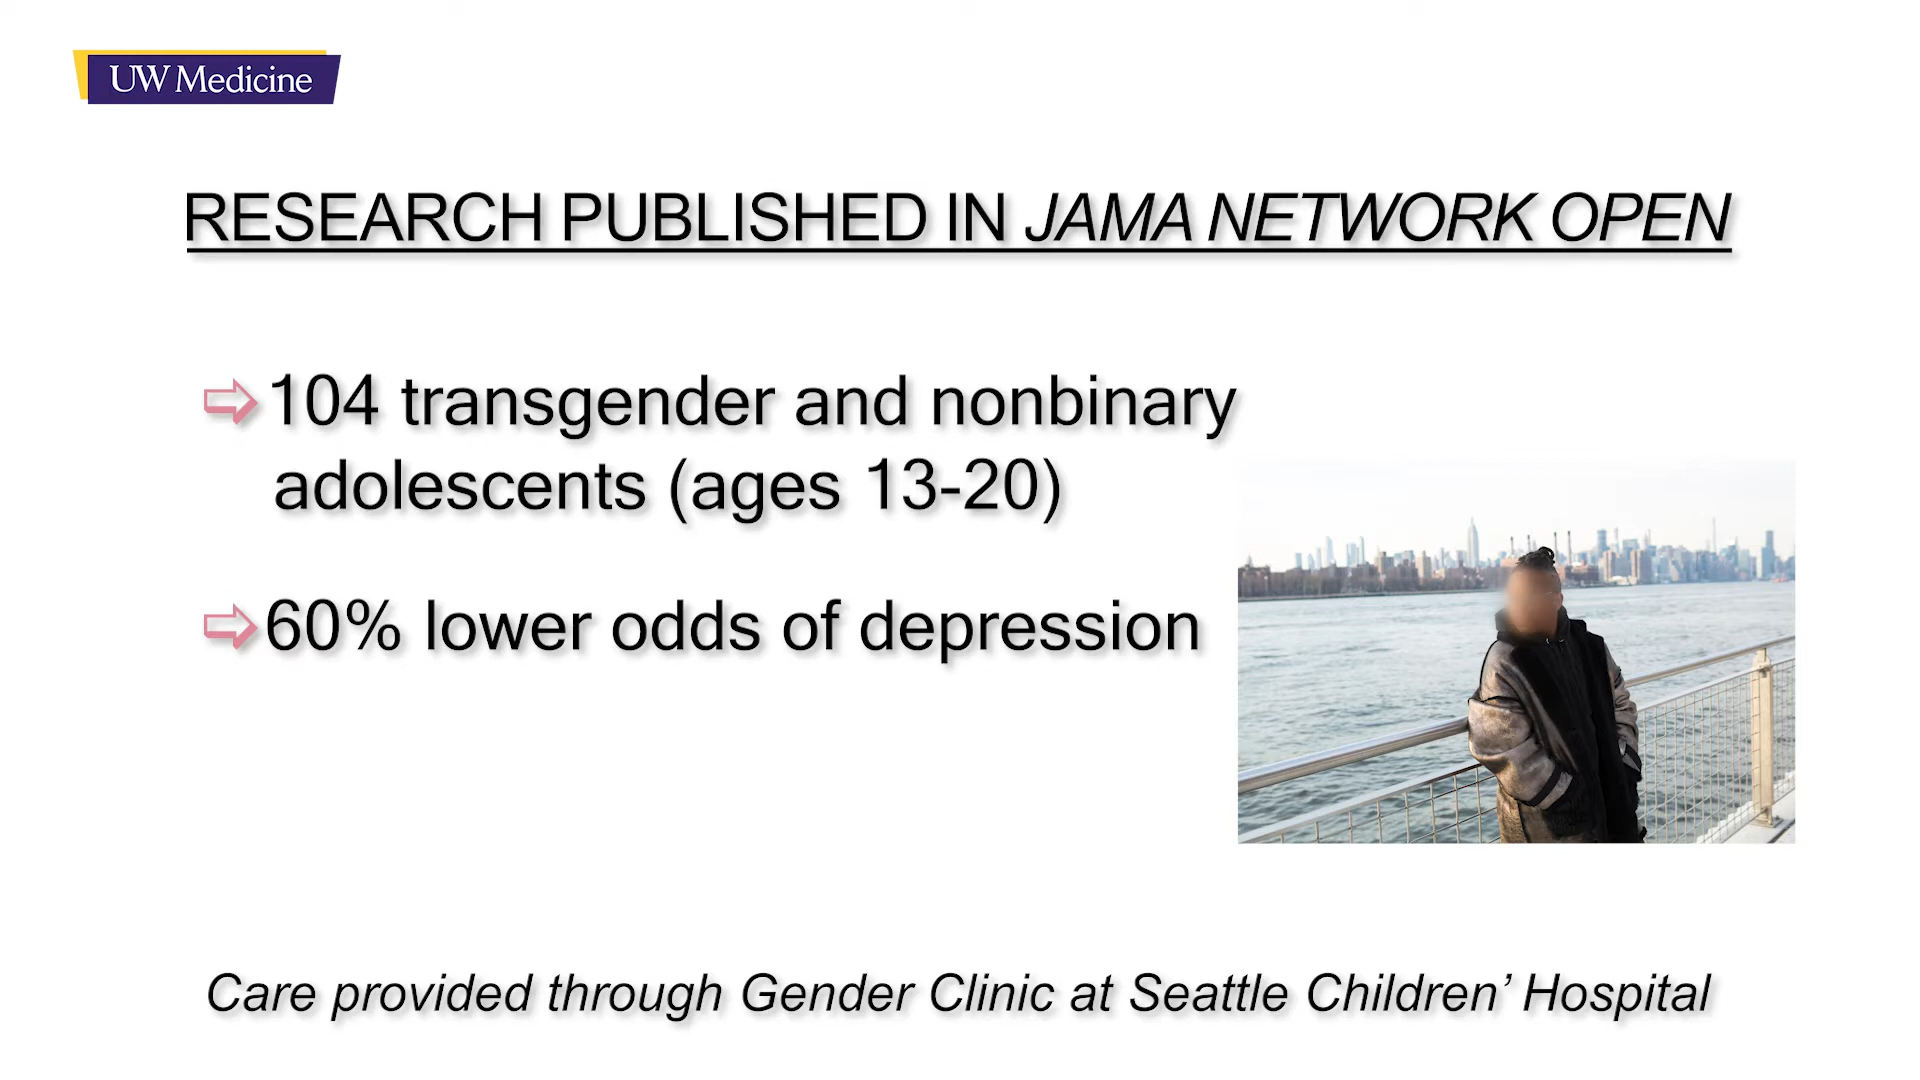 UW Medicine
RESEARCH PUBLISHED IN JAMA NETWORK OPEN
⇨104 transgender and nonbinary
adolescents (ages 13-20)
⇨60% lower odds of depression
Care provided through Gender Clinic at Seattle Children’ Hospital